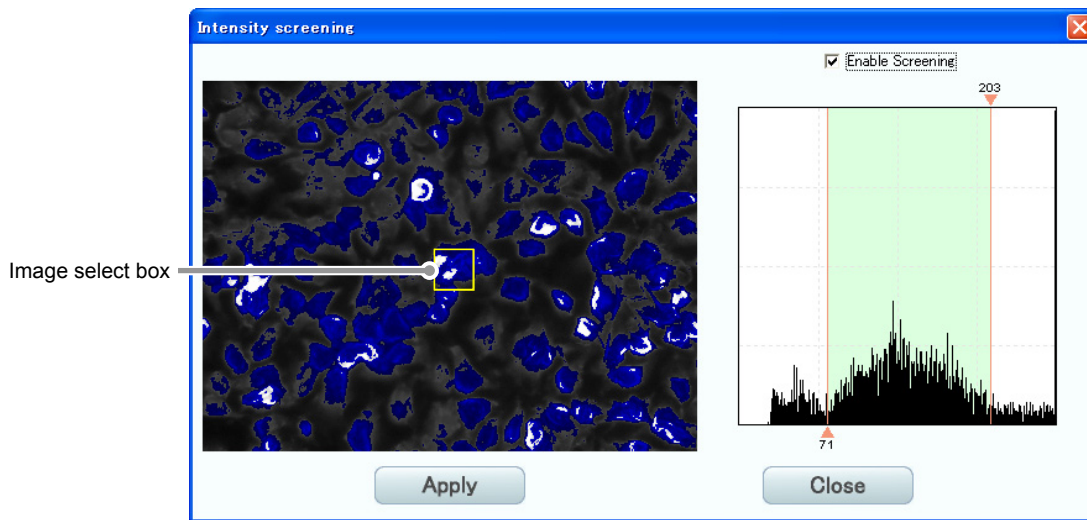 Intensity screening
Enable Screening
203
Image select box
71
Apply
Close